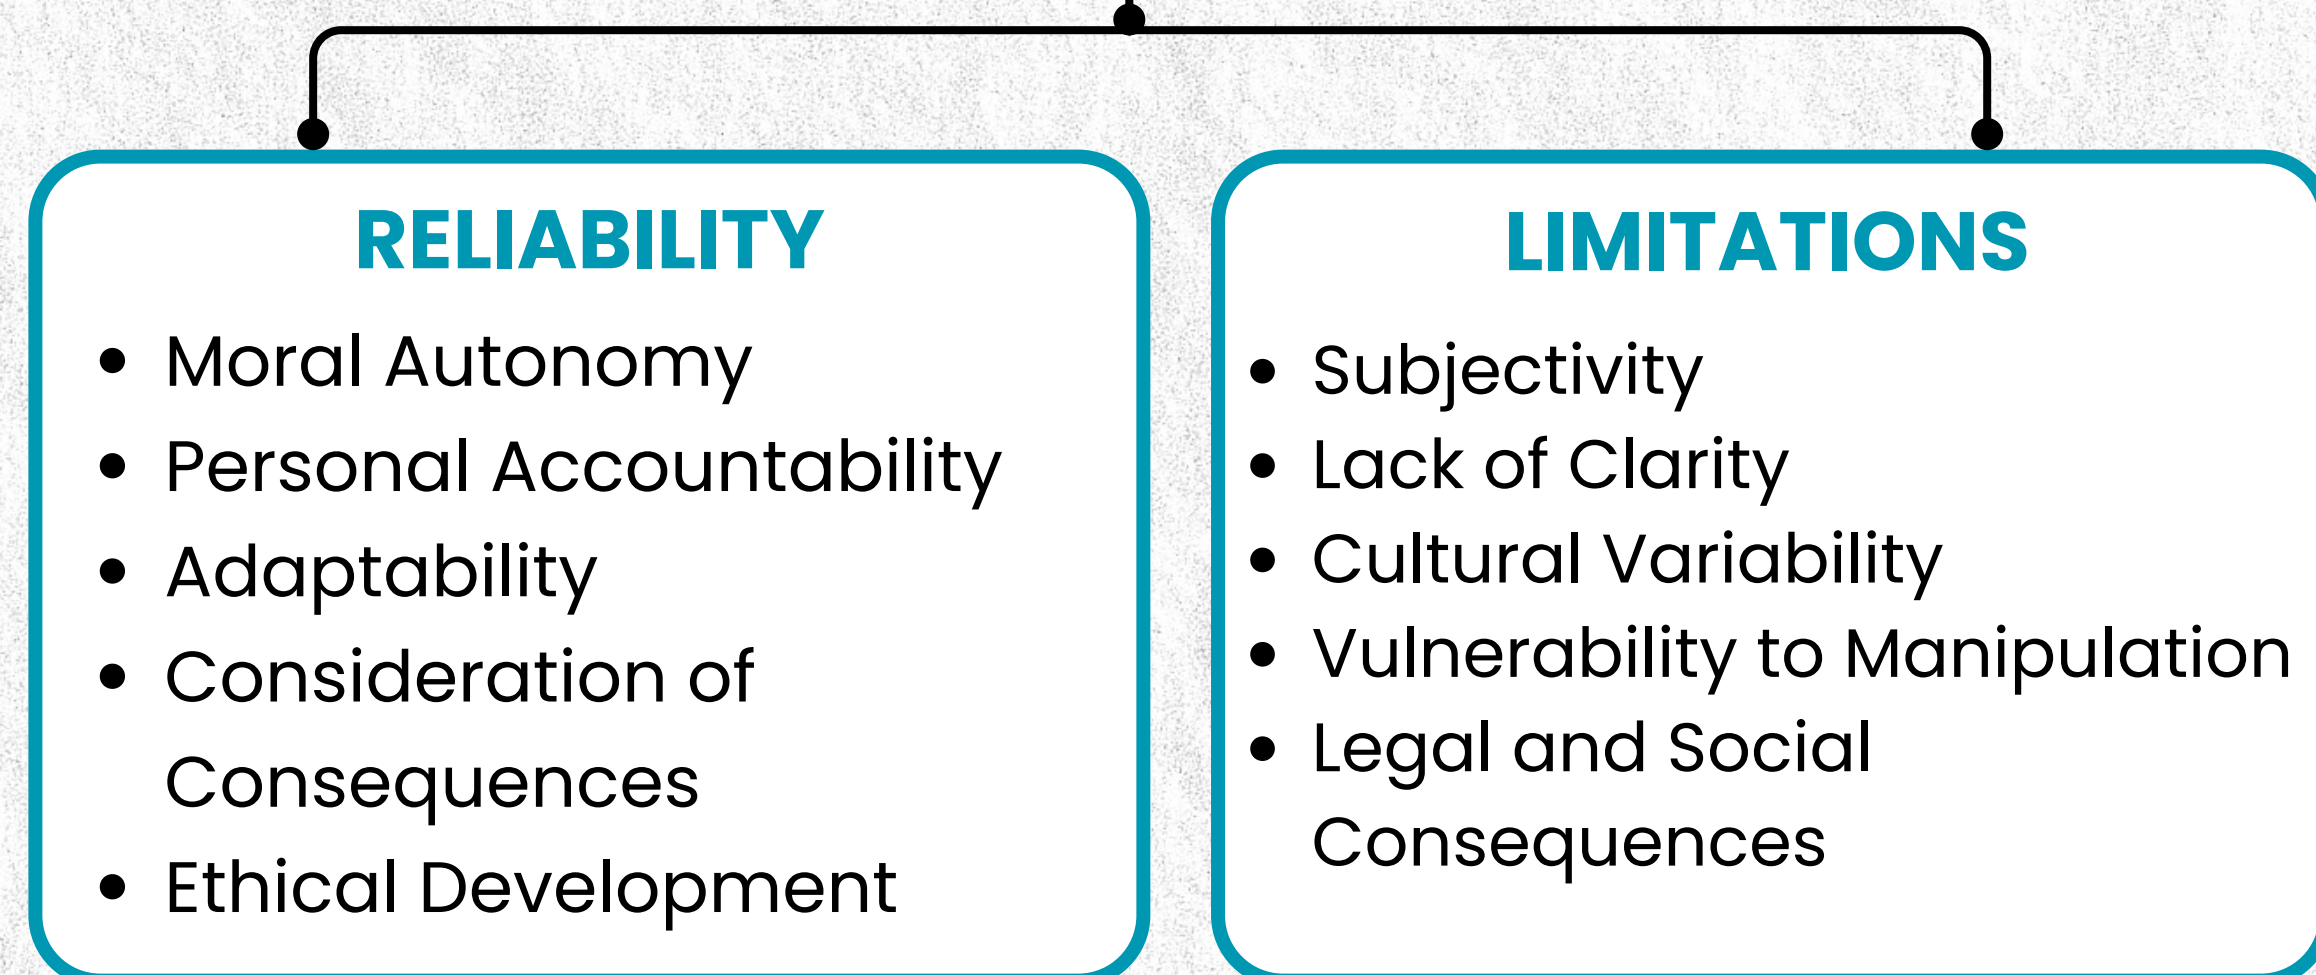 RELIABILITY
• Moral Autonomy
• Personal Accountability
• Adaptability
• Consideration of
Consequences
• Ethical Development
LIMITATIONS
• Subjectivity
• Lack of Clarity
• Cultural Variability
• Vulnerability to Manipulation
• Legal and Social
Consequences